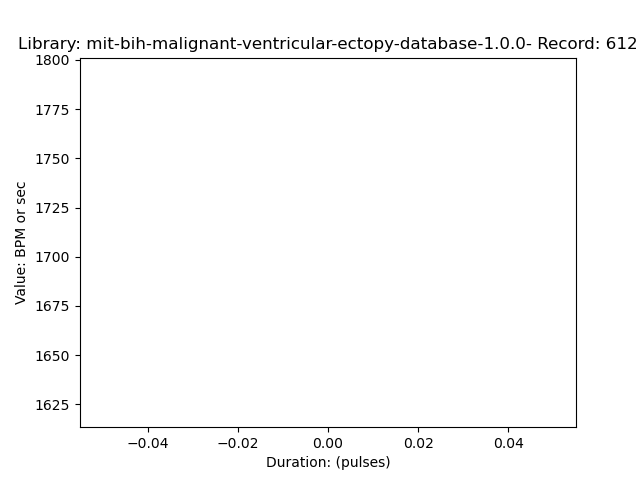 Library: mit-bih-malignant-ventricular-ectopy-database-1.0.0- Record: 612
1800
1775
1750
1725
1700
1675
1650
1625
Value: BPM or sec
−0.04 −0.02 0.00 0.02 0.04
Duration: (pulses)